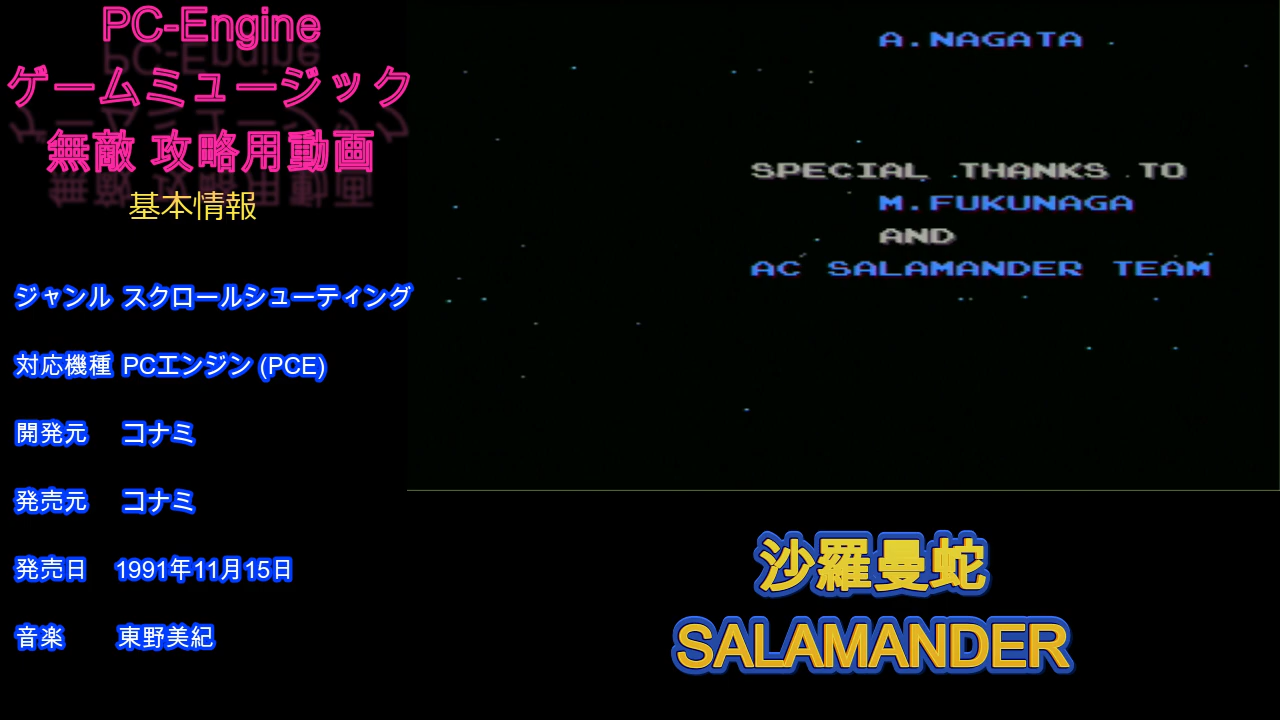 PC-Engine
ゲームミュージック
無敵 攻略用動画
基本情報
ジャンル スクロールシューティング
対応機種 PCエンジン (PCE)
開発元 コナミ
発売元 コナミ
発売日 1991年11月15日
音楽 東野美紀
A.NAGATA
SPECIAL THANKS TO
M.FUKUNAGA
AND
AC SALAMANDER TEAM
沙羅曼蛇
SALAMANDER